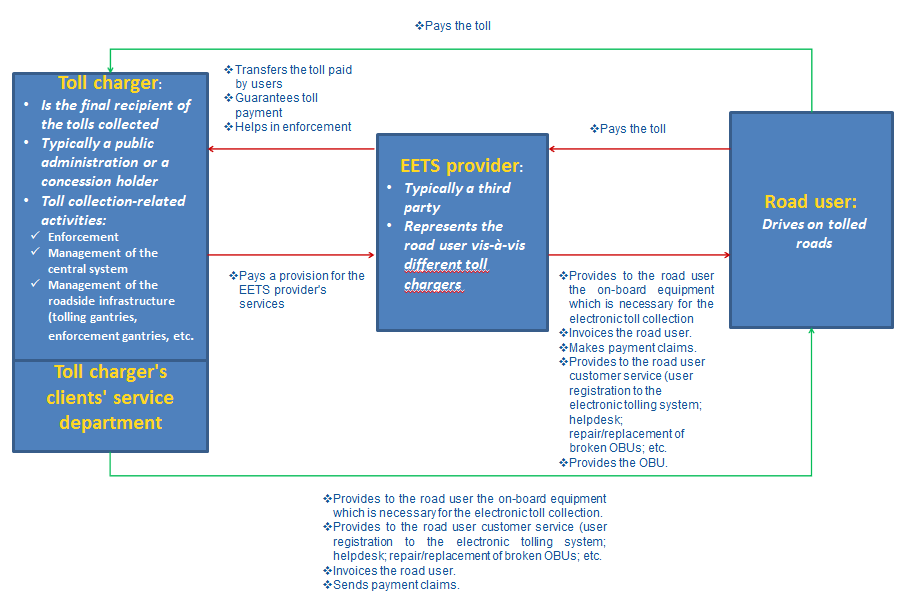 ❖Pays the toll
Toll charger:
• Is the final recipient of
the tolls collected
• Typically a public
administration or a
concession holder
• Toll collection-related
activities:
✓ Enforcement
✓ Management of the
central system
✓ Management of the
roadside infrastructure
(tolling gantries,
enforcement gantries, etc.
Toll charger's
clients' service
department
❖Transfers the toll paid
by users
❖Guarantees toll
payment
❖Helps in enforcement
❖Pays a provision for the
EETS provider's
services
EETS provider:
• Typically a third
party
• Represents the
road user vis-à-vis
different toll
chargers
❖Pays the toll
❖Provides to the road user
the on-board equipment
which is necessary for the
electronic toll collection
❖Invoices the road user.
❖Makes payment claims.
❖Provides to the road user
customer service (user
registration to the
electronic tolling system;
helpdesk;
repair/replacement of
broken OBUs; etc.
❖Provides the OBU.
Road user:
Drives on tolled
roads
❖Provides to the road user the on-board equipment
which is necessary for the electronic toll collection.
❖Provides to the road user customer service (user
registration to the electronic tolling system;
helpdesk; repair/replacement of broken OBUs; etc.
❖Invoices the road user.
❖Sends payment claims.